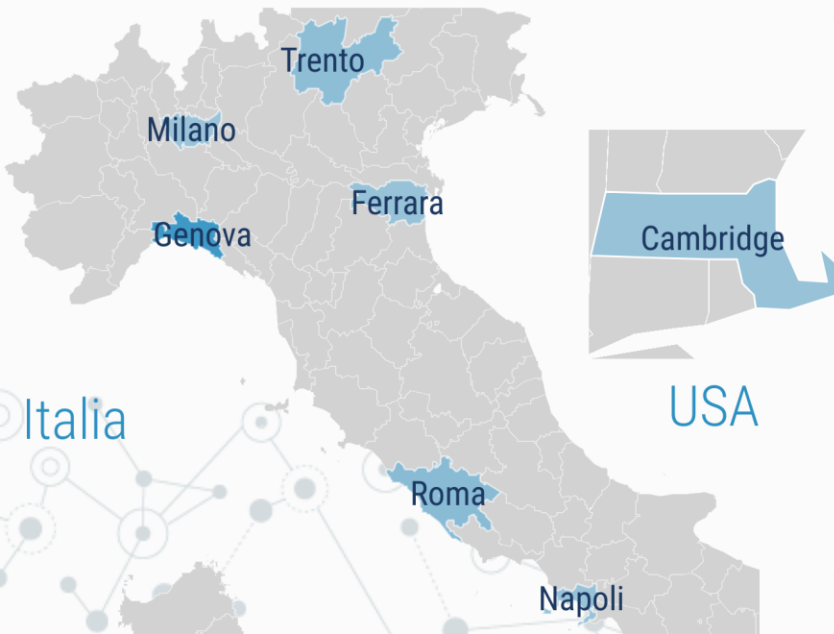 Trento
Milano
Ferrara
Genova
Cambridge
Italia
USA
Roma
Napoli